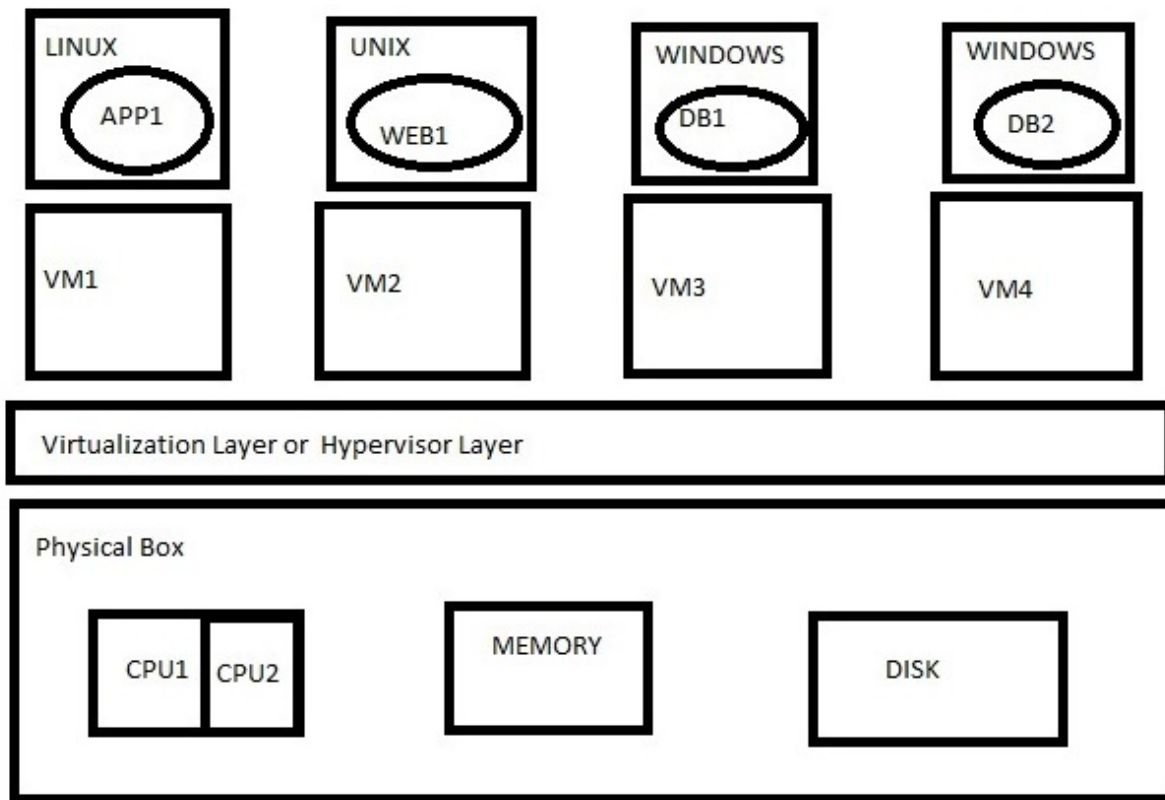 LINUX
APP1
UNIX
WEB1
WINDOWS
DB1
WINDOWS
DB2
VM1
VM2
VM3
VM4
Virtualization Layer or  Hypervisor Layer
Physical Box
CPU1
CPU2
MEMORY
DISK